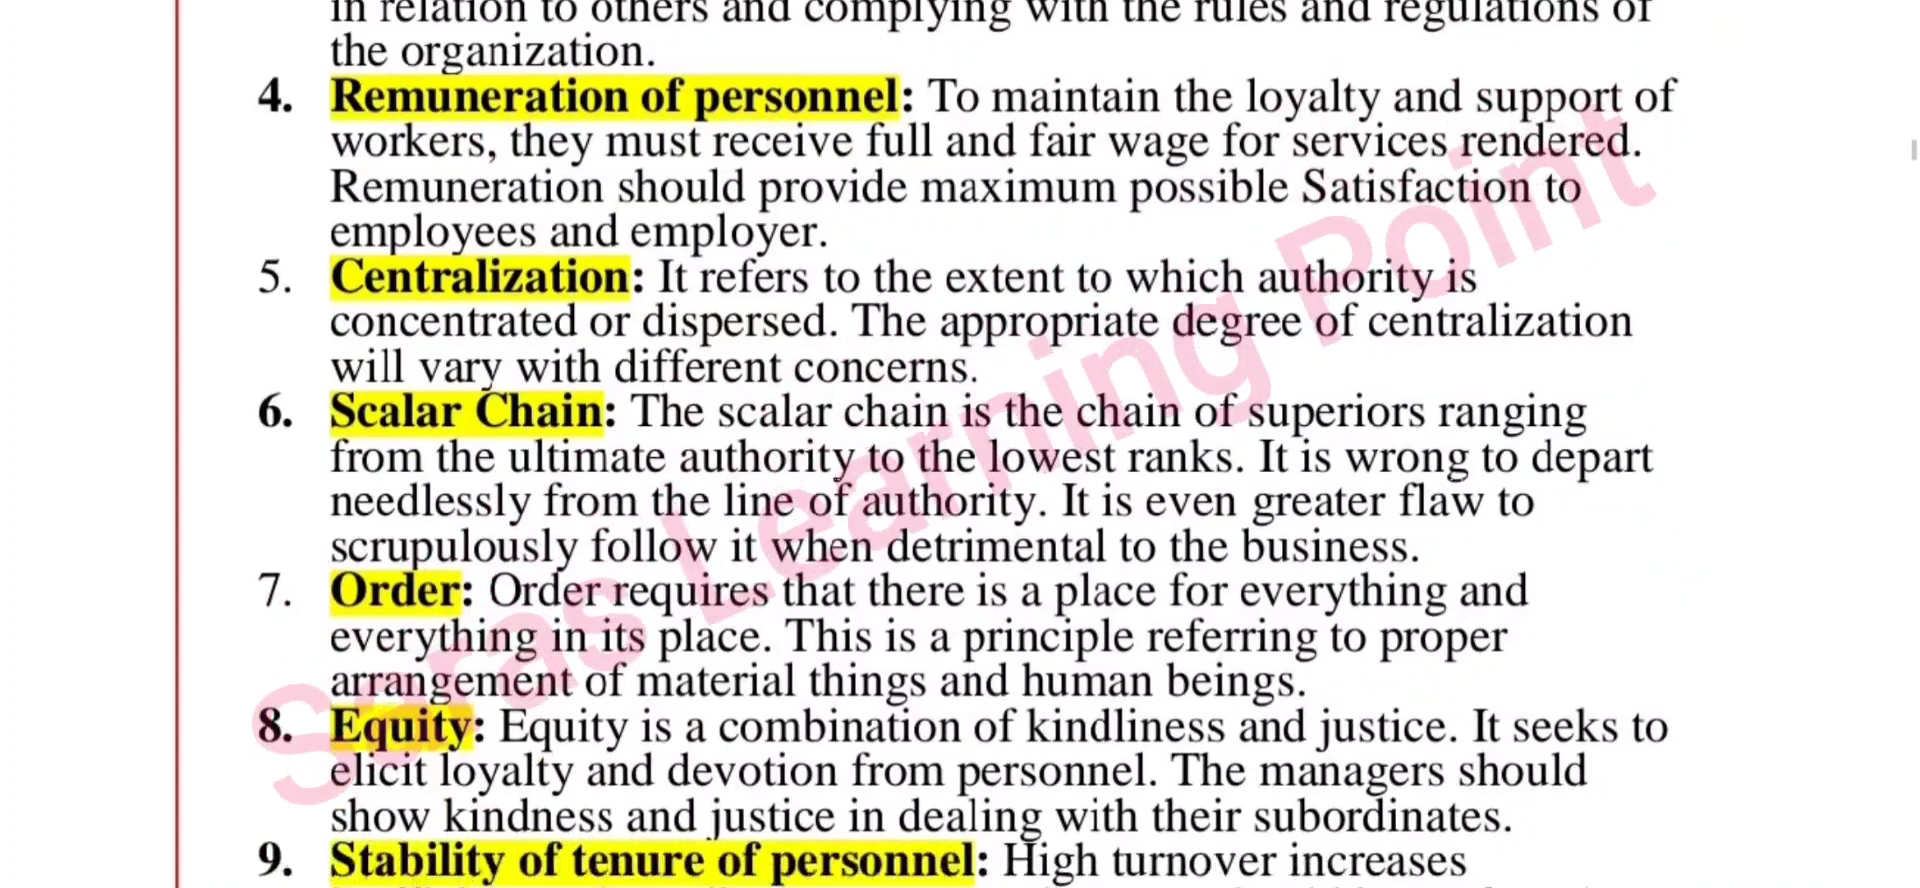 in relation to others and complying with the rules and regulations of
the organization.
4. Remuneration of personnel: To maintain the loyalty and support of
workers, they must receive full and fair wage for services rendered.
Remuneration should provide maximum possible Satisfaction to
employees and employer.
5. Centralization: It refers to the extent to which authority is
concentrated or dispersed. The appropriate degree of centralization
will vary with different concerns.
6. Scalar Chain: The scalar chain is the chain of superiors ranging
from the ultimate authority to the lowest ranks. It is wrong to depart
needlessly from the line of authority. It is even greater flaw to
scrupulously follow it when detrimental to the business.
7. Order: Order requires that there is a place for everything and
everything in its place. This is a principle referring to proper
arrangement of material things and human beings.
8. Equity: Equity is a combination of kindliness and justice. It seeks to
elicit loyalty and devotion from personnel. The managers should
show kindness and justice in dealing with their subordinates.
9. Stability of tenure of personnel: High turnover increases
Learning Point